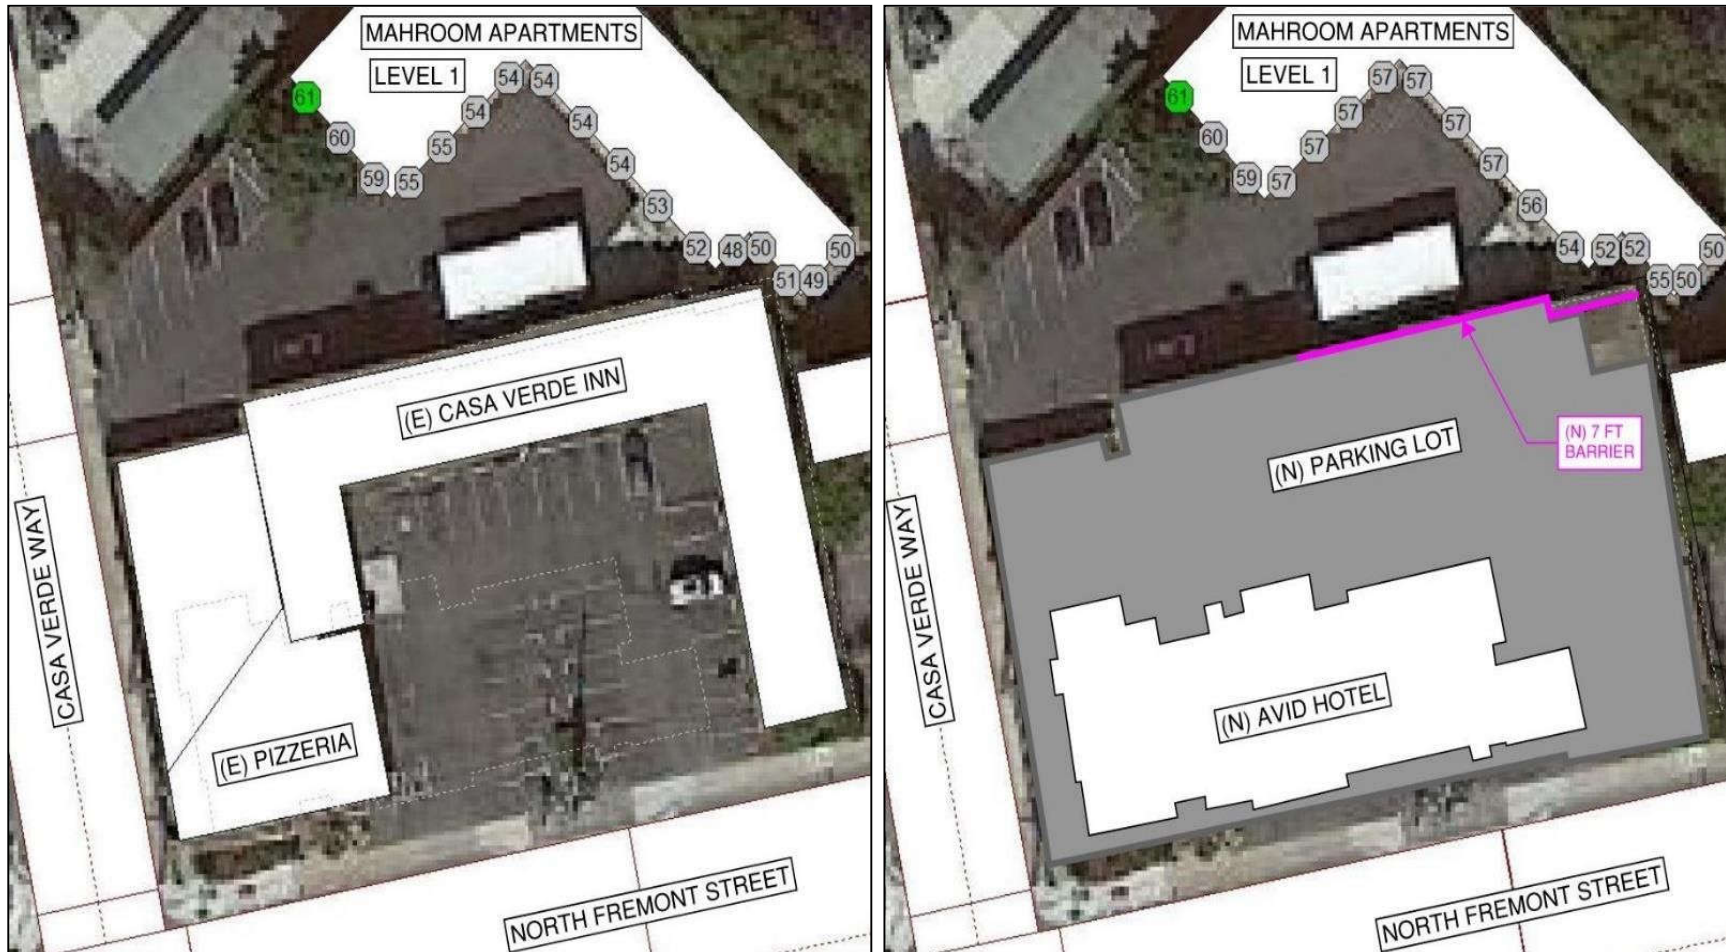 MAHROOM APARTMENTS
LEVEL 1
54 54
61
60
54
54
55
54
59
55
53
52
48
50
50
51
49
(E) CASA VERDE INN
CASA VERDE WAY
(E) PIZZERIA
NORTH FREMONT STREET
MAHROOM APARTMENTS
LEVEL 1
57 57
61
60
57
57
57
57
59
57
56
54
52
52
50
55
50
(N) PARKING LOT
(N) 7 FT
BARRIER
CASA VERDE WAY
(N) AVID HOTEL
NORTH FREMONT STREET